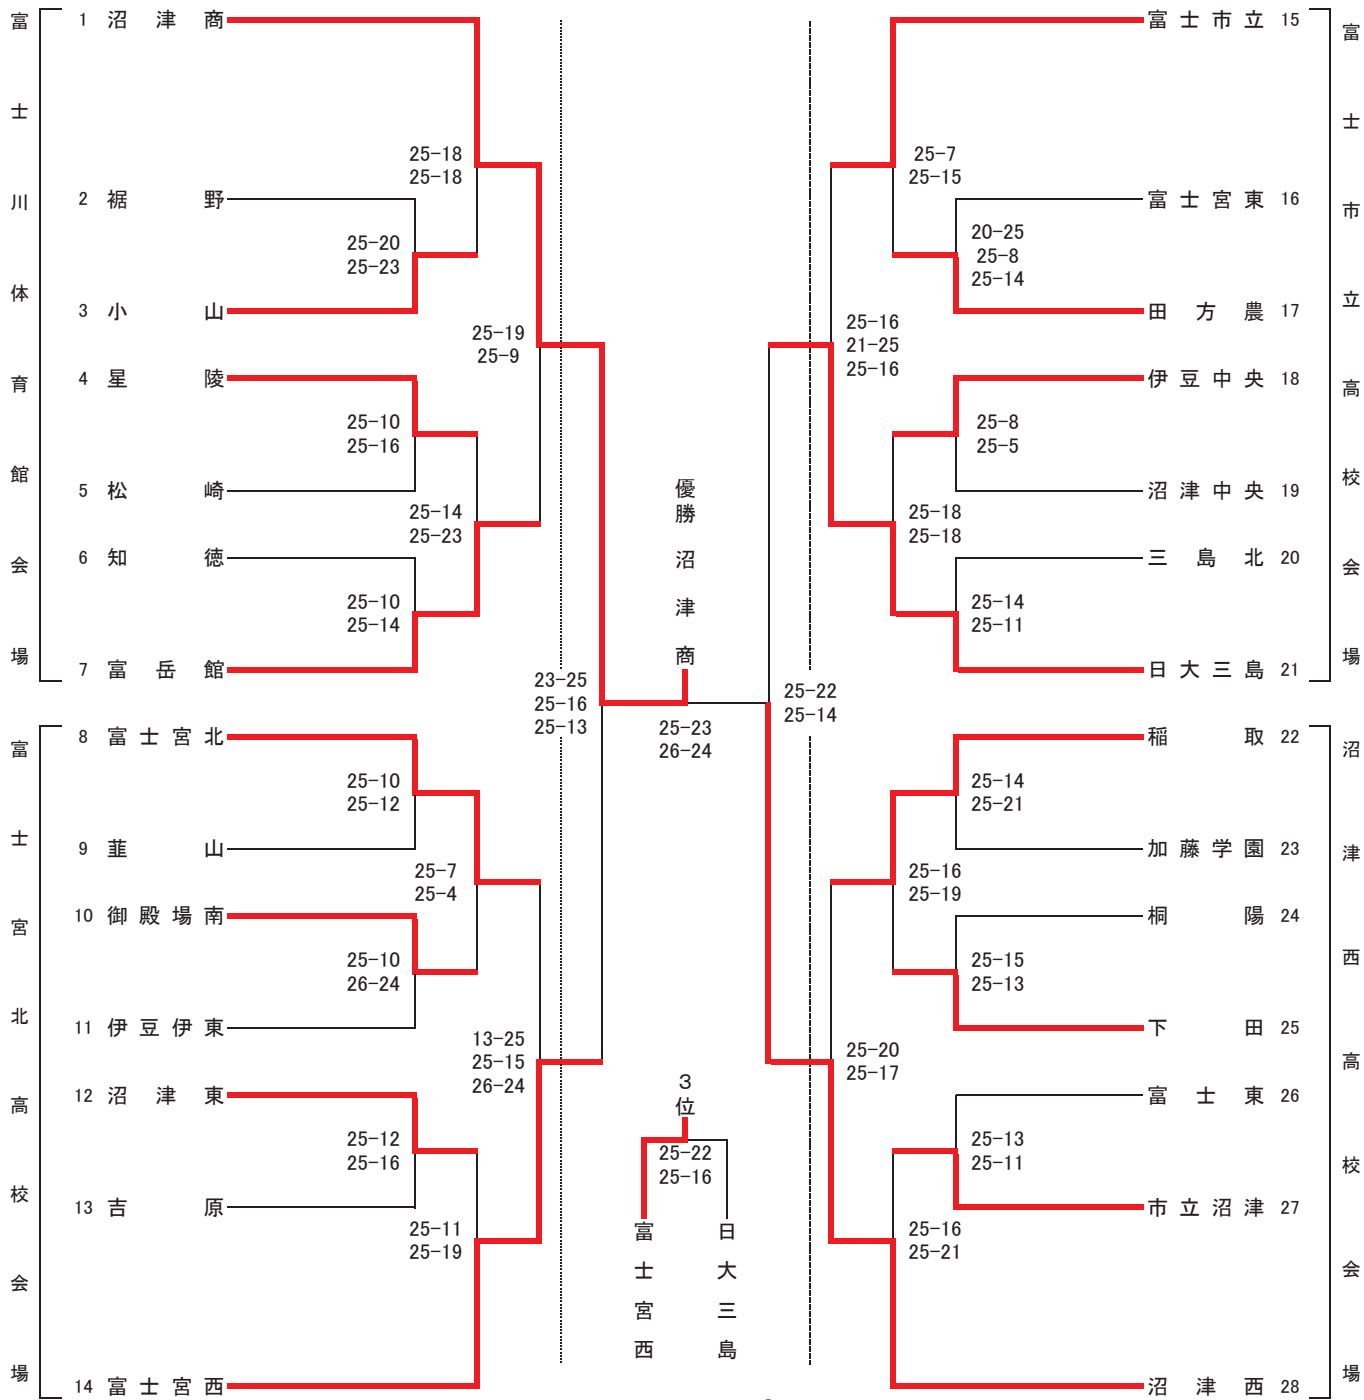 富士川体育館会場
1 沼津商
25-18
25-18
2 裾野
25-20
25-23
3 小山
25-19
25-9
4 星陵
25-10
25-16
5 松崎
25-14
25-23
6 知徳
25-10
25-14
7 富岳館
23-25
25-16
25-13
富士宮北高校会場
8 富士宮北
25-10
25-12
9 韮山
25-7
25-4
10 御殿場南
25-10
26-24
11 伊豆伊東
13-25
25-15
26-24
12 沼津東
25-12
25-16
13 吉原
25-11
25-19
14 富士宮西
優勝 沼津商
25-23
26-24
3位
25-22
25-16
富士宮西
日大三島
富士市立高校会場
富士市立 15
25-7
25-15
富士宮東 16
20-25
25-8
25-14
田方農 17
25-16
21-25
25-16
伊豆中央 18
25-8
25-5
沼津中央 19
25-18
25-18
三島北 20
25-14
25-11
日大三島 21
25-22
25-14
沼津西高校会場
稲取 22
25-14
25-21
加藤学園 23
25-16
25-19
桐陽 24
25-15
25-13
下田 25
25-20
25-17
富士東 26
25-13
25-11
市立沼津 27
25-16
25-21
沼津西 28